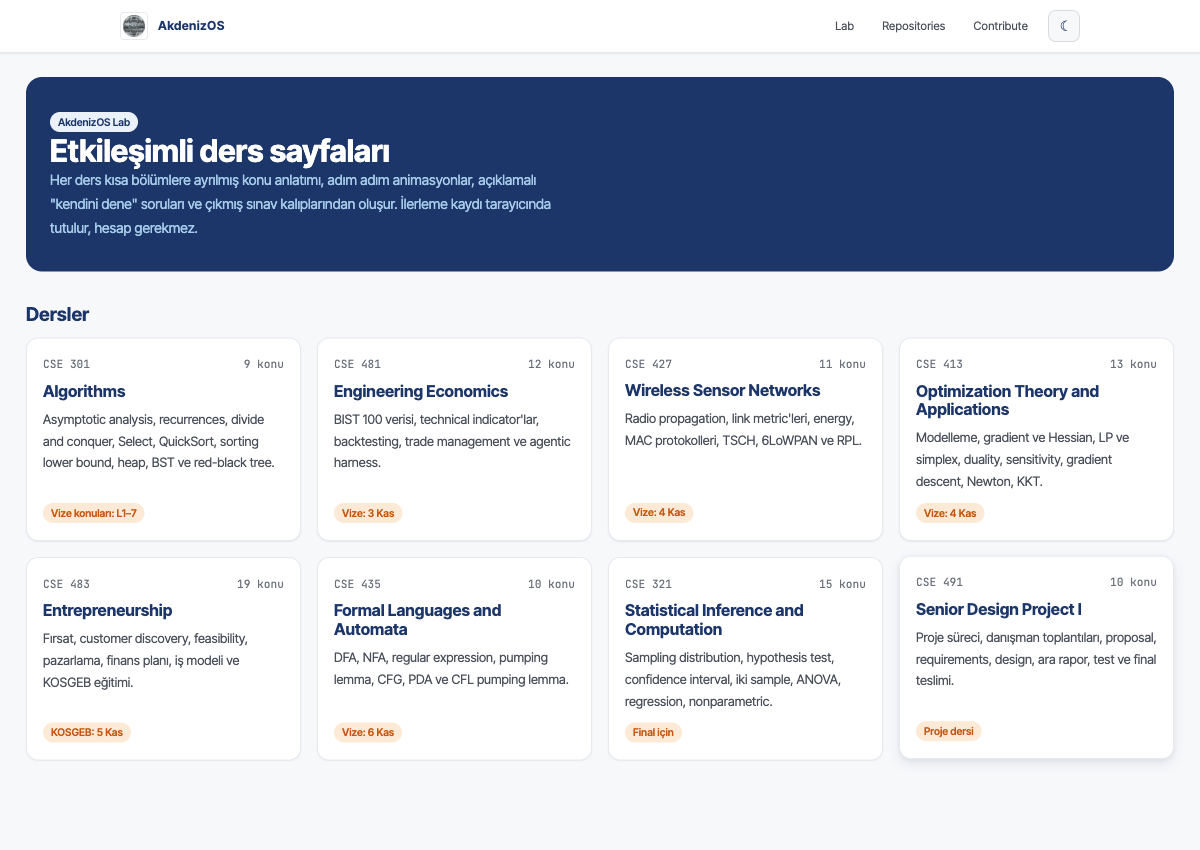 AkdenizOS
Lab
Repositories
Contribute
AkdenizOS Lab
Etkileşimli ders sayfaları
Her ders kısa bölümlere ayrılmış konu anlatımı, adım adım animasyonlar, açıklamalı
"kendini dene" soruları ve çıkmış sınav kalıplarından oluşur. İlerleme kaydı tarayıcında
tutulur, hesap gerekmez.
Dersler
CSE 301
9 konu
Algorithms
Asymptotic analysis, recurrences, divide
and conquer, Select, QuickSort, sorting
lower bound, heap, BST ve red-black tree.
Vize konuları: L1–7
CSE 481
12 konu
Engineering Economics
BIST 100 verisi, technical indicator'lar,
backtesting, trade management ve agentic
harness.
Vize: 3 Kas
CSE 427
11 konu
Wireless Sensor Networks
Radio propagation, link metric'leri, energy,
MAC protokolleri, TSCH, 6LoWPAN ve RPL.
Vize: 4 Kas
CSE 413
13 konu
Optimization Theory and
Applications
Modelleme, gradient ve Hessian, LP ve
simplex, duality, sensitivity, gradient
descent, Newton, KKT.
Vize: 4 Kas
CSE 483
19 konu
Entrepreneurship
Fırsat, customer discovery, feasibility,
pazarlama, finans planı, iş modeli ve
KOSGEB eğitimi.
KOSGEB: 5 Kas
CSE 435
10 konu
Formal Languages and
Automata
DFA, NFA, regular expression, pumping
lemma, CFG, PDA ve CFL pumping lemma.
Vize: 6 Kas
CSE 321
15 konu
Statistical Inference and
Computation
Sampling distribution, hypothesis test,
confidence interval, iki sample, ANOVA,
regression, nonparametric.
Final için
CSE 491
10 konu
Senior Design Project I
Proje süreci, danışman toplantıları, proposal,
requirements, design, ara rapor, test ve final
teslimi.
Proje dersi